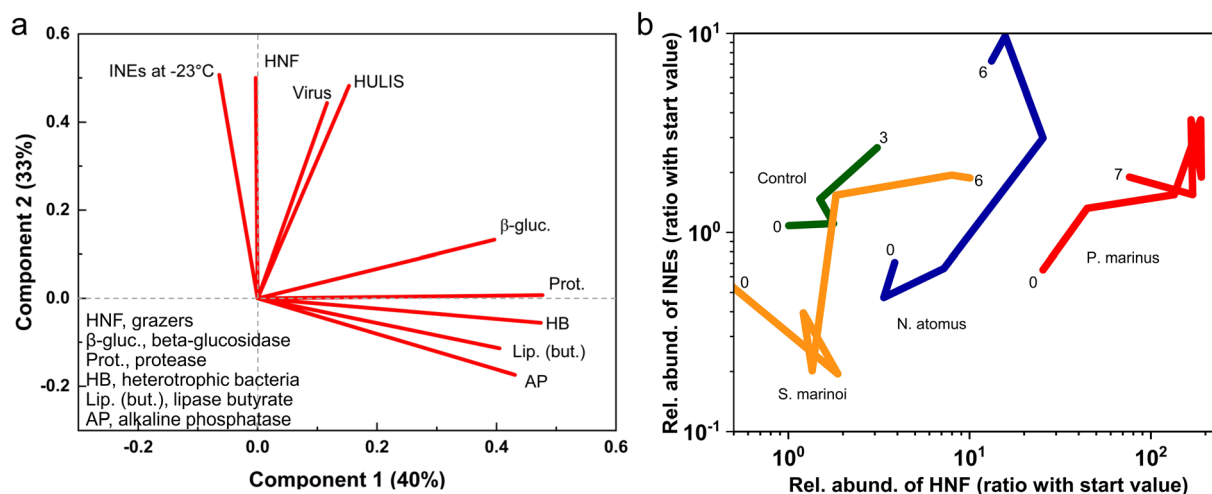 a
0.6
0.4
0.2
0.0
-0.2
Component 2 (33%)
INEs at -23°C
HNF
Virus
HULIS
β-gluc.
Prot.
HB
Lip. (but.)
AP
HNF, grazers
β-gluc., beta-glucosidase
Prot., protease
HB, heterotrophic bacteria
Lip. (but.), lipase butyrate
AP, alkaline phosphatase
-0.2 0.0 0.2 0.4 0.6
Component 1 (40%)
b
10¹
10⁰
10⁻¹
Rel. abund. of INEs (ratio with start value)
6
3
Control
0
6
7
0
P. marinus
0
0
N. atomus
S. marinoi
10⁰ 10¹ 10²
Rel. abund. of HNF (ratio with start value)